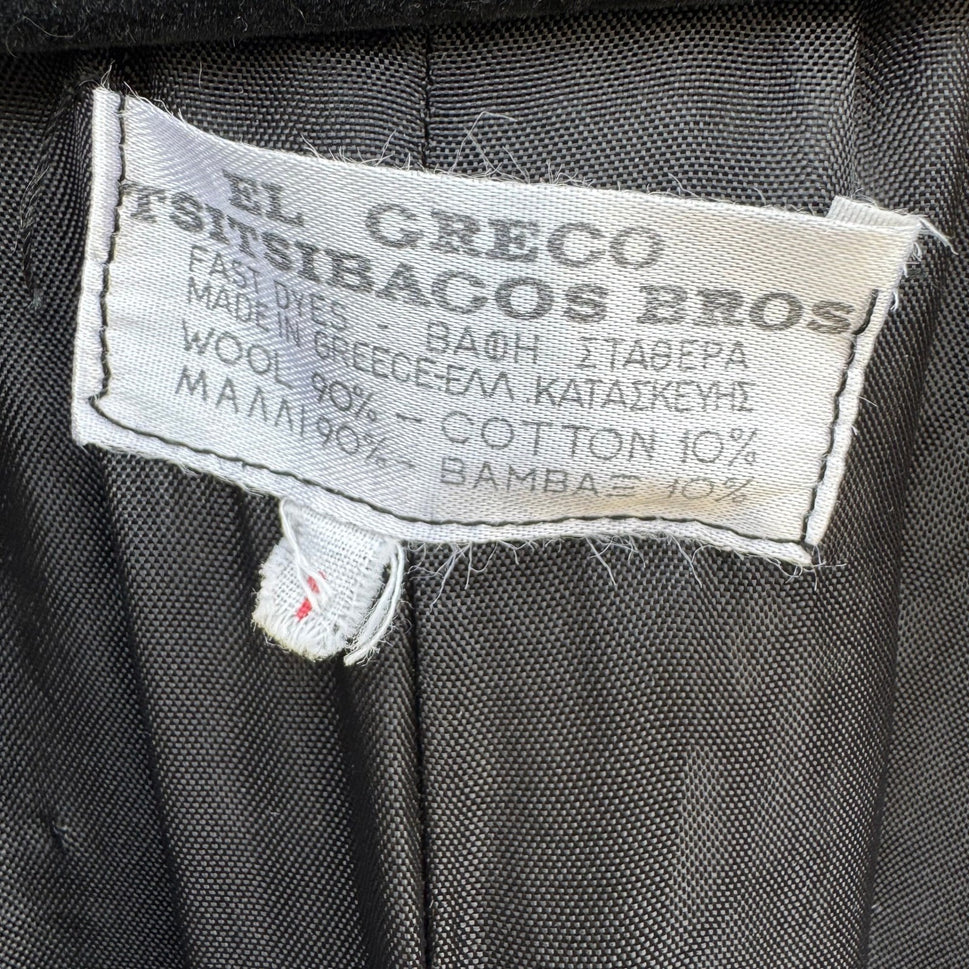 EL GRECO
TSITSIBACOS BROS
FAST DYES - ΒΑΦΗ ΣΤΑΘΕΡΑ
MADE IN GREECE-ΕΛΛ.ΚΑΤΑΣΚΕΥΗΣ
WOOL 90% - COTTON 10%
ΜΑΛΛΙ 90% - ΒΑΜΒΑΞ 10%